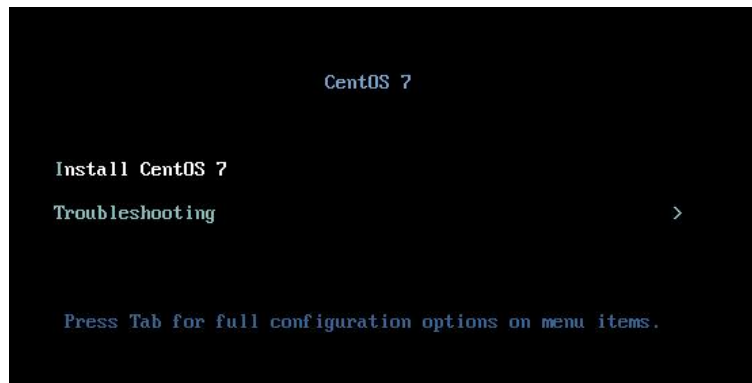 CentOS 7
Install CentOS 7
Troubleshooting >
Press Tab for full configuration options on menu items.